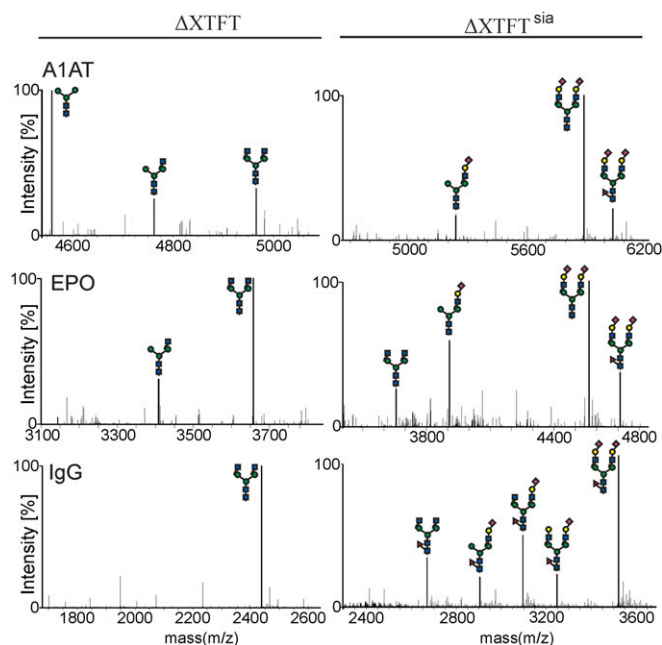 ΔXTFT
ΔXTFT sia
A1AT
Intensity [%]
100
0
4600 4800 5000
100
0
5000 5600 6200
EPO
Intensity [%]
100
0
3100 3300 3500 3700
100
0
3800 4400 4800
IgG
Intensity [%]
100
0
1800 2000 2200 2400 2600
mass(m/z)
100
0
2400 2800 3200 3600
mass(m/z)